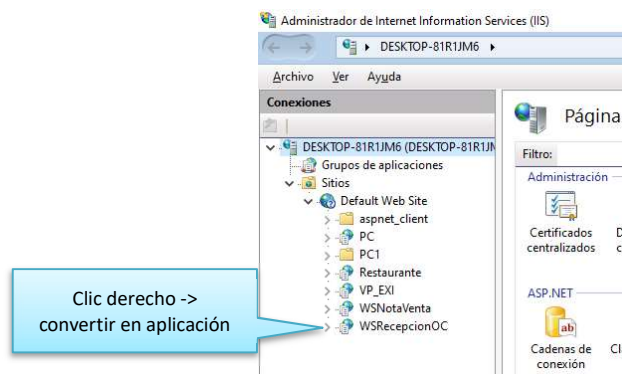 Administrador de Internet Information Services (IIS)
DESKTOP-81R1JM6
Archivo Ver Ayuda
Conexiones
DESKTOP-81R1JM6 (DESKTOP-81R1JM
Grupos de aplicaciones
Sitios
Default Web Site
aspnet_client
PC
PC1
Restaurante
VP_EXI
WSNotaVenta
WSRecepcionOC
Página
Filtro:
Administración
Certificados
centralizados
ASP.NET
ab
Cadenas de
conexión
Clic derecho ->
convertir en aplicación